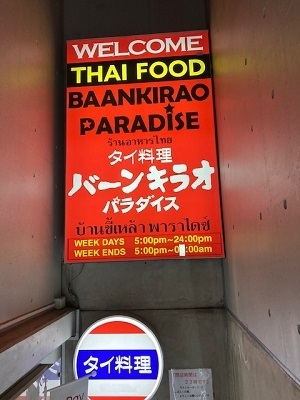 WELCOME
THAI FOOD
BAANKIRAO
PARADISE
ร้านอาหารไทย
タイ料理
バーンキラオ
パラダイス
บ้านขี้เหล้า พาราไดซ์
WEEK DAYS 5:00pm~24:00pm
WEEK ENDS 5:00pm~
タイ料理
Pay